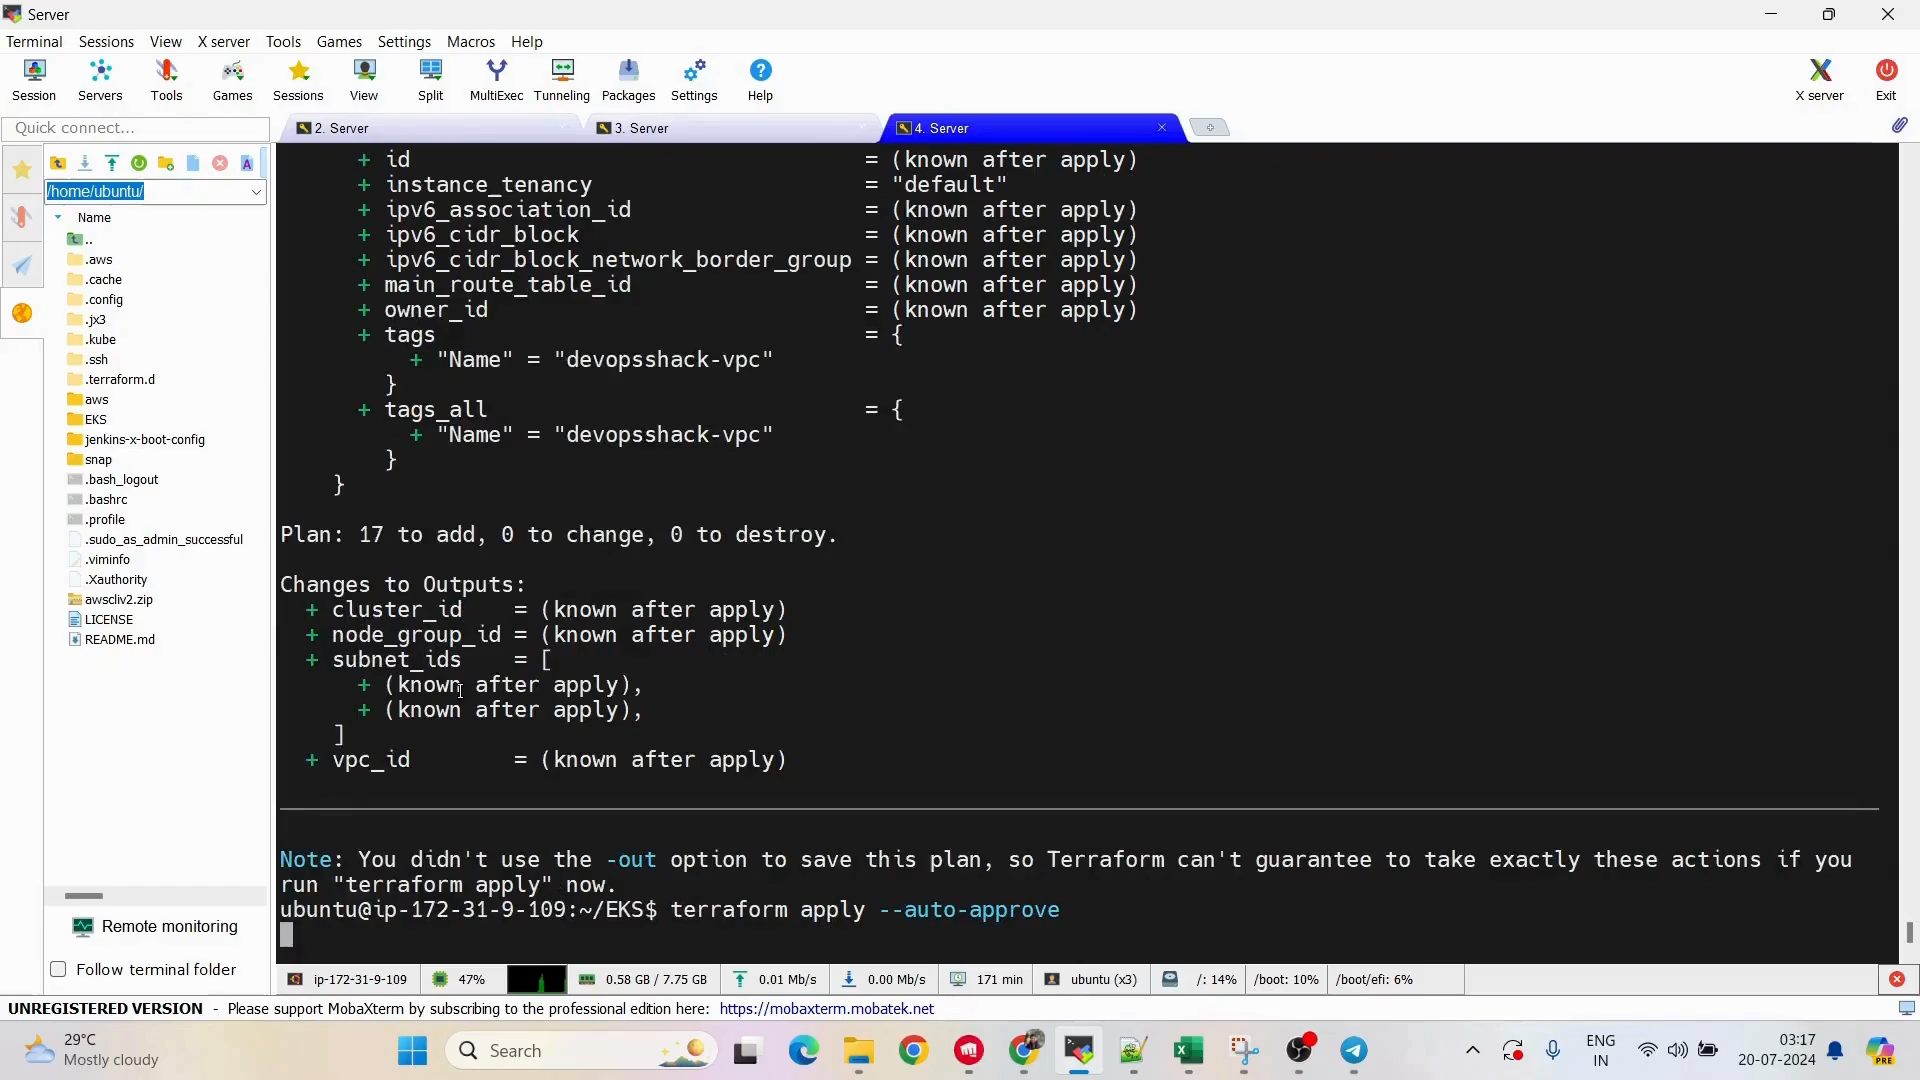 Server
Terminal Sessions View X server Tools Games Settings Macros Help
Session Servers Tools Games Sessions View Split MultiExec Tunneling Packages Settings Help X server Exit
Quick connect...
2. Server
3. Server
4. Server
/home/ubuntu/
Name
..
.aws
.cache
.config
.jx3
.kube
.ssh
.terraform.d
aws
EKS
jenkins-x-boot-config
snap
.bash_logout
.bashrc
.profile
.sudo_as_admin_successful
.viminfo
.Xauthority
awscliv2.zip
LICENSE
README.md
Remote monitoring
Follow terminal folder
+ id = (known after apply)
+ instance_tenancy = "default"
+ ipv6_association_id = (known after apply)
+ ipv6_cidr_block = (known after apply)
+ ipv6_cidr_block_network_border_group = (known after apply)
+ main_route_table_id = (known after apply)
+ owner_id = (known after apply)
+ tags = {
+ "Name" = "devopsshack-vpc"
}
+ tags_all = {
+ "Name" = "devopsshack-vpc"
}
}
Plan: 17 to add, 0 to change, 0 to destroy.
Changes to Outputs:
+ cluster_id = (known after apply)
+ node_group_id = (known after apply)
+ subnet_ids = [
+ (known after apply),
+ (known after apply),
]
+ vpc_id = (known after apply)
Note: You didn't use the -out option to save this plan, so Terraform can't guarantee to take exactly these actions if you
run "terraform apply" now.
ubuntu@ip-172-31-9-109:~/EKS$ terraform apply --auto-approve
ip-172-31-9-109 47% 0.58 GB / 7.75 GB 0.01 Mb/s 0.00 Mb/s 171 min ubuntu (x3) /: 14% /boot: 10% /boot/efi: 6%
UNREGISTERED VERSION - Please support MobaXterm by subscribing to the professional edition here: https://mobaxterm.mobatek.net
29°C
Mostly cloudy
Search
ENG
IN
03:17
20-07-2024
PRE